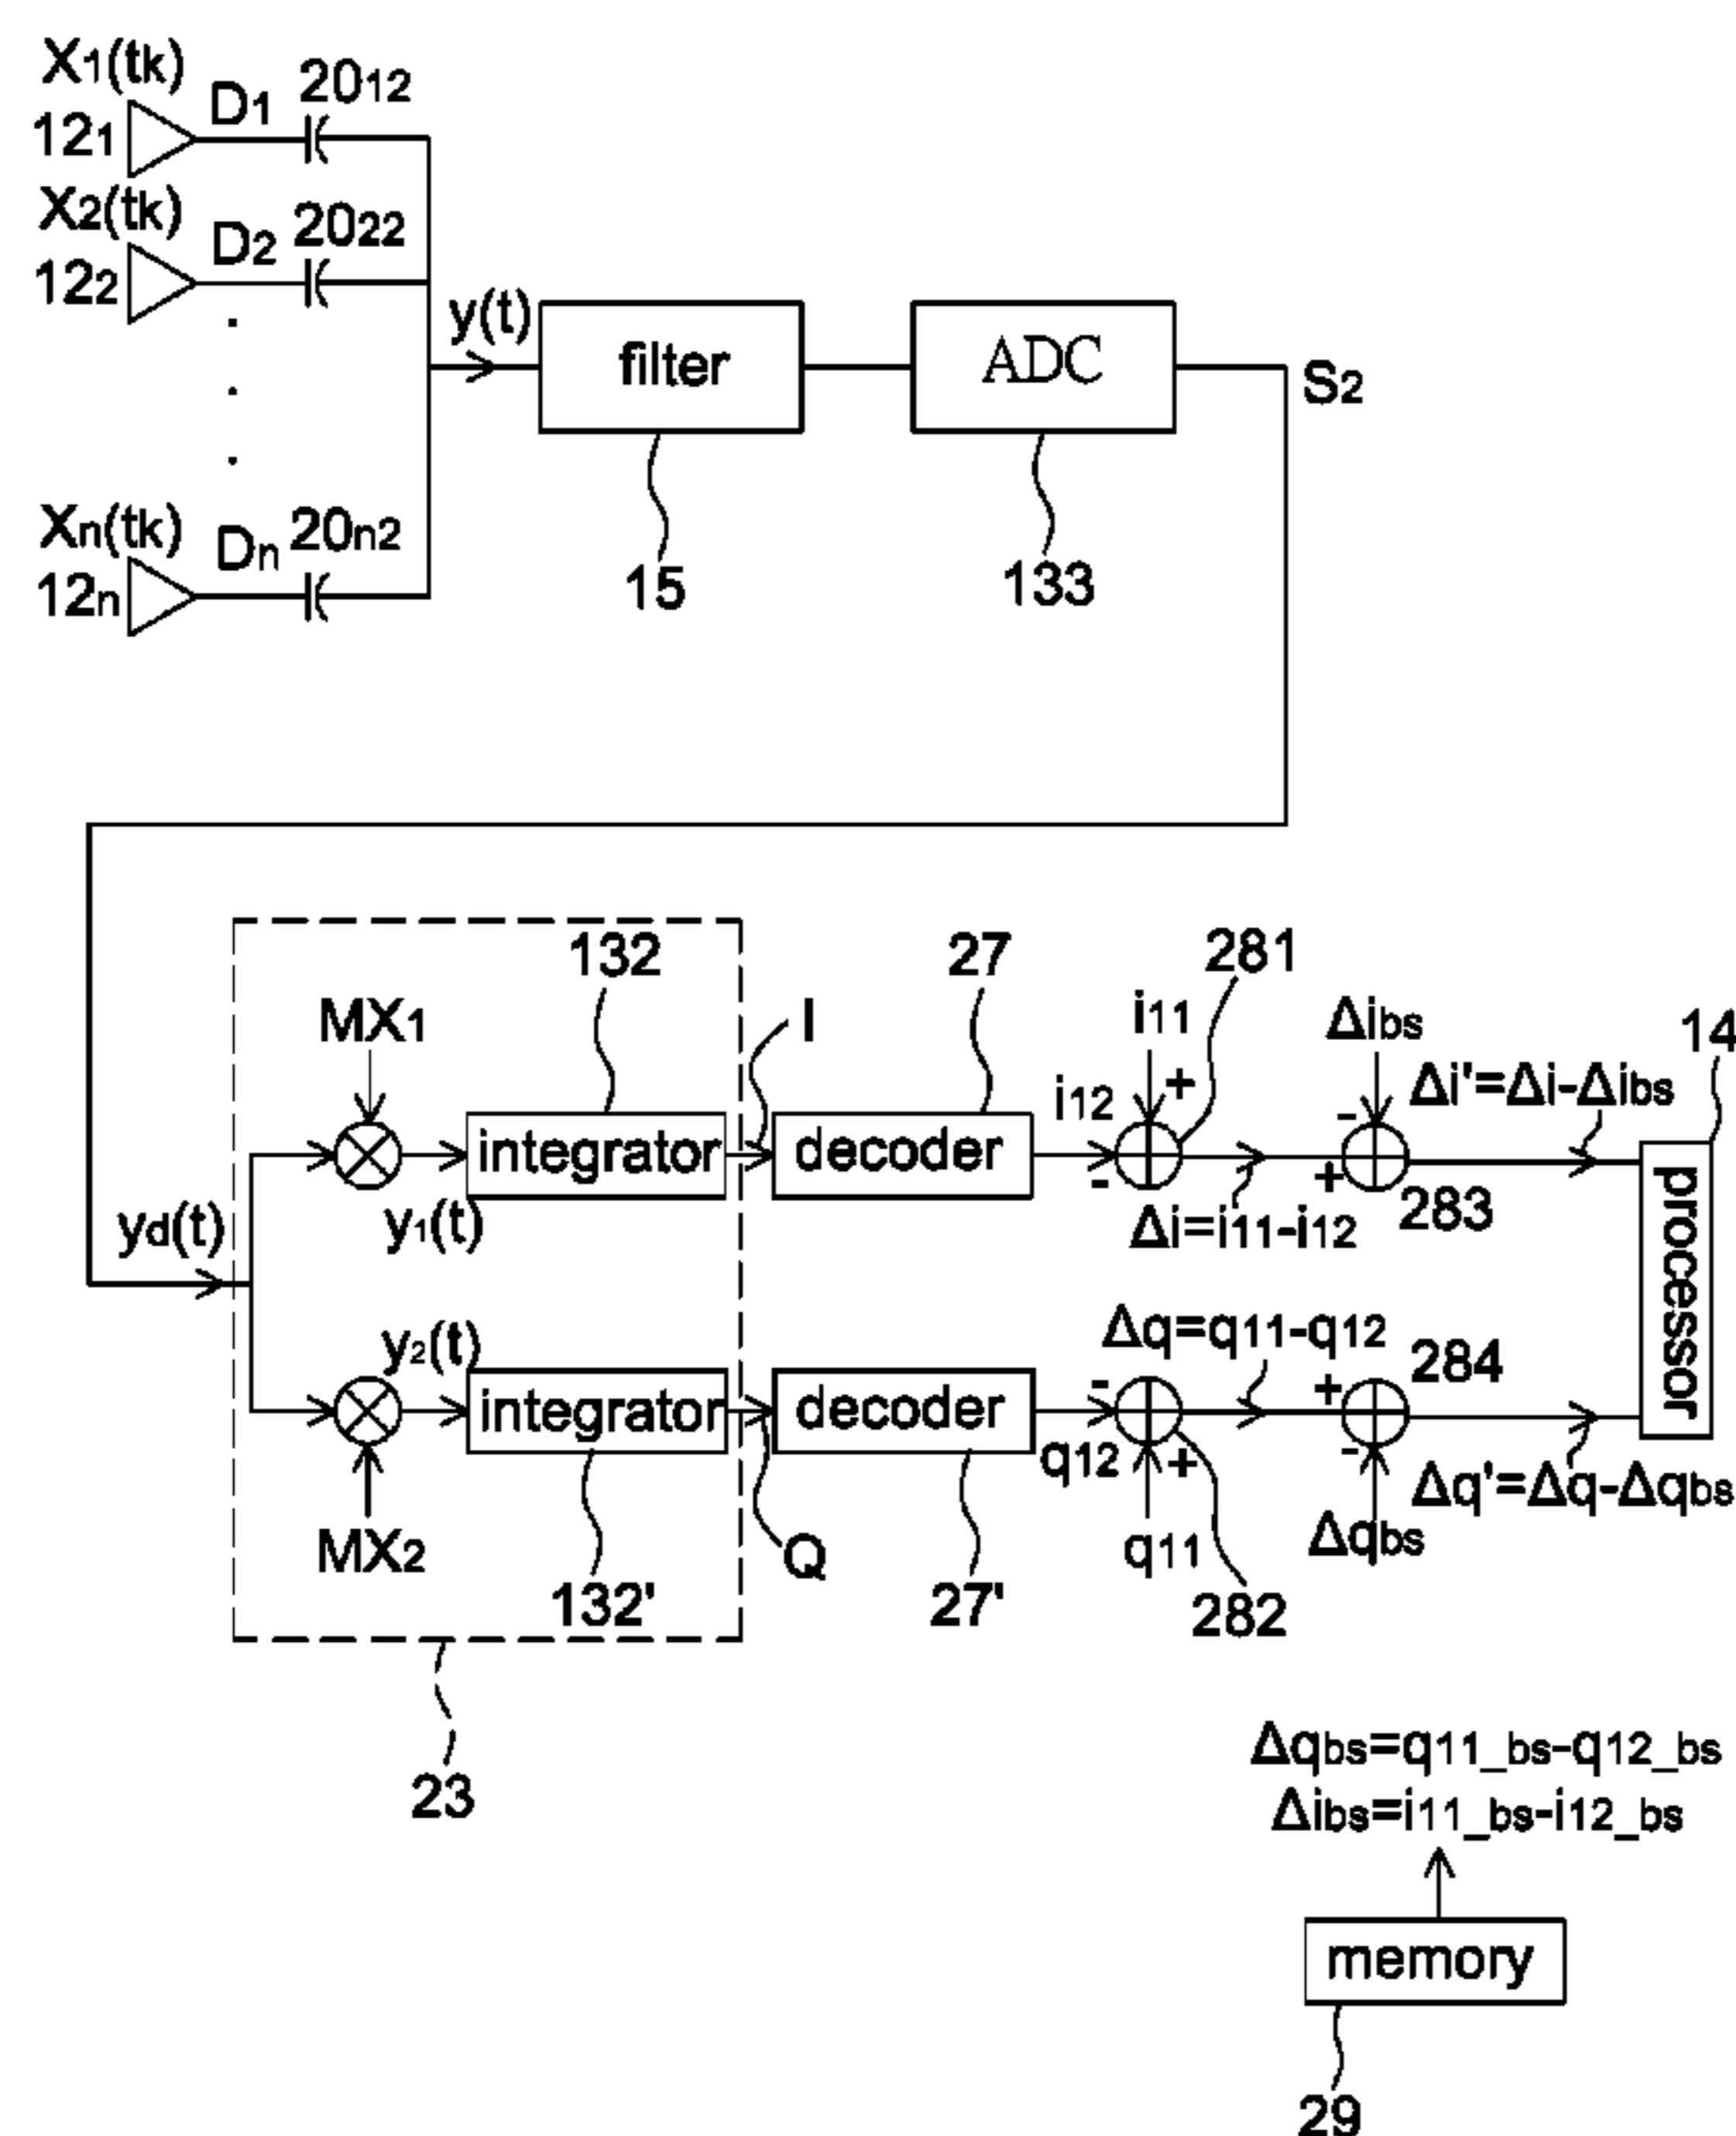 X1(tk)
D1
2012
121
X2(tk)
D2
2022
122
y(t)
filter
ADC
S2
Xn(tk)
Dn
20n2
12n
15
133
132
27
281
MX1
I
i11
Δibs
14
i12
+
-
Δi'=Δi-Δibs
integrator
decoder
-
+
283
processor
yd(t)
y1(t)
Δi=i11-i12
y2(t)
Δq=q11-q12
284
-
+
integrator
decoder
q12
+
-
Δq'=Δq-Δqbs
MX2
Q
q11
Δqbs
132'
27'
282
23
Δqbs=q11_bs-q12_bs
Δibs=i11_bs-i12_bs
memory
29